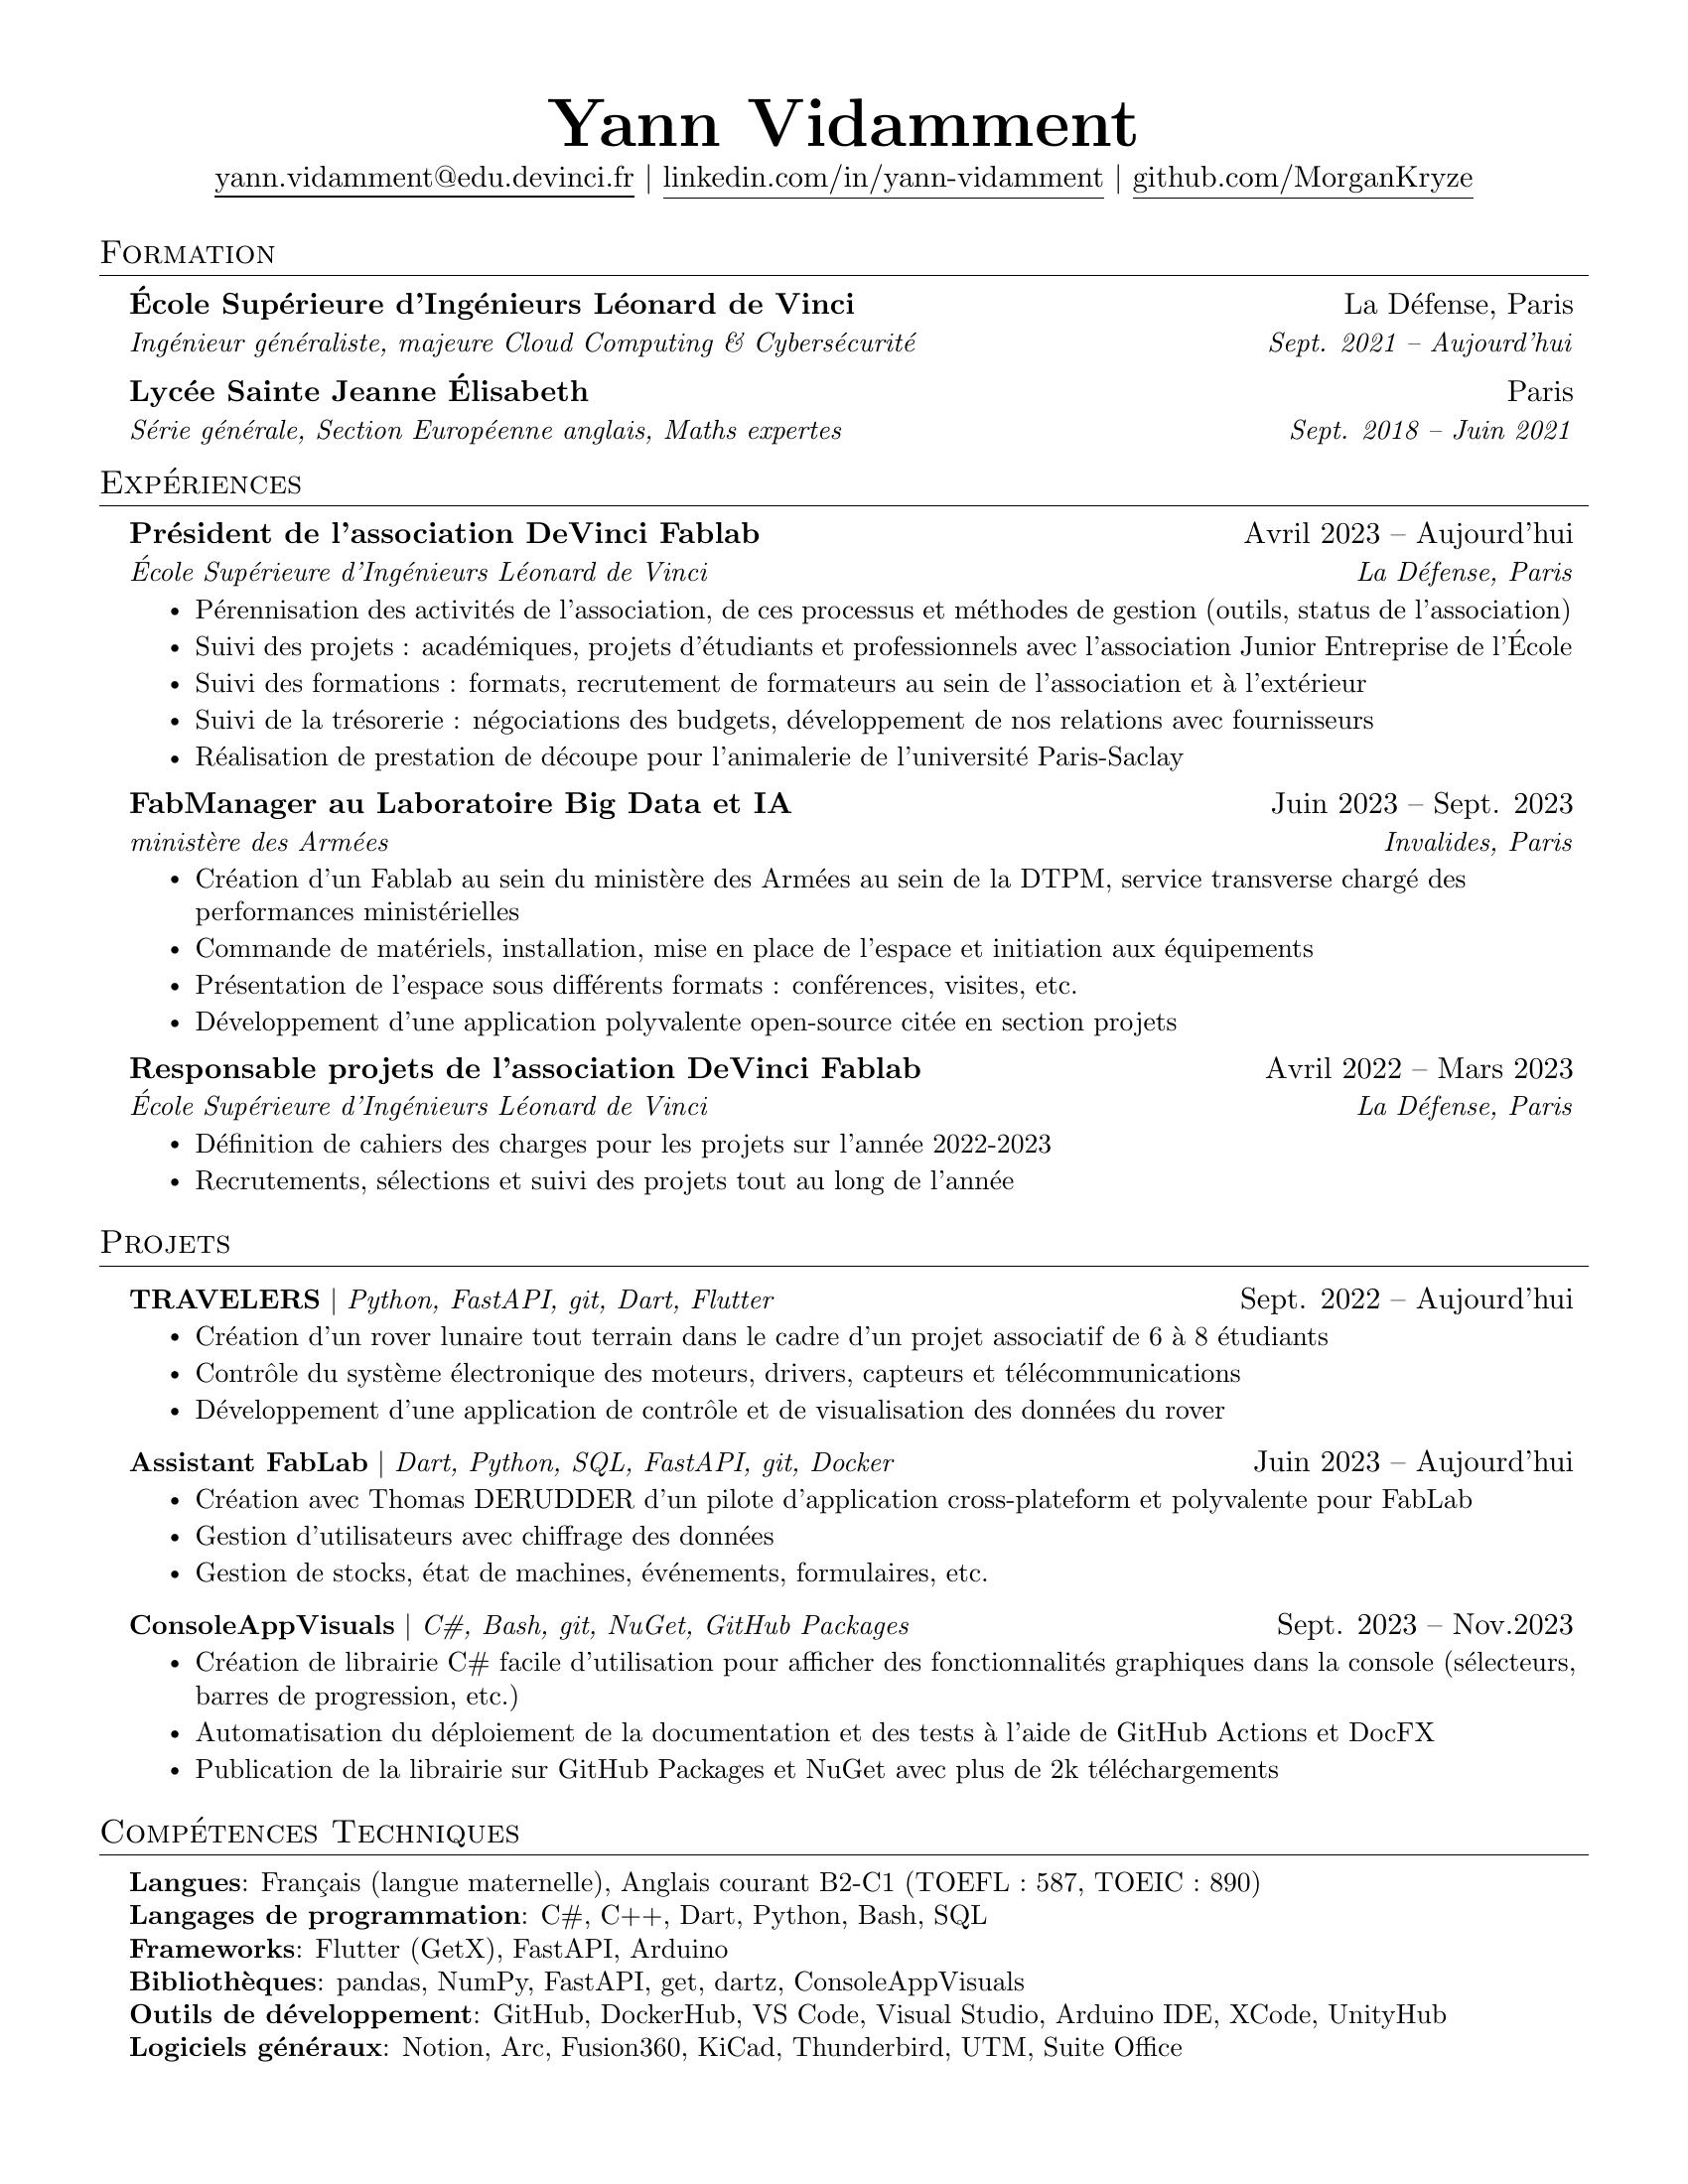 Yann Vidamment
yann.vidamment@edu.devinci.fr | linkedin.com/in/yann-vidamment | github.com/MorganKryze
Formation
École Supérieure d'Ingénieurs Léonard de Vinci La Défense, Paris
Ingénieur généraliste, majeure Cloud Computing & Cybersécurité Sept. 2021 – Aujourd'hui
Lycée Sainte Jeanne Élisabeth Paris
Série générale, Section Européenne anglais, Maths expertes Sept. 2018 – Juin 2021
Expériences
Président de l'association DeVinci Fablab Avril 2023 – Aujourd'hui
École Supérieure d'Ingénieurs Léonard de Vinci La Défense, Paris
• Pérennisation des activités de l'association, de ces processus et méthodes de gestion (outils, status de l'association)
• Suivi des projets : académiques, projets d'étudiants et professionnels avec l'association Junior Entreprise de l'École
• Suivi des formations : formats, recrutement de formateurs au sein de l'association et à l'extérieur
• Suivi de la trésorerie : négociations des budgets, développement de nos relations avec fournisseurs
• Réalisation de prestation de découpe pour l'animalerie de l'université Paris-Saclay
FabManager au Laboratoire Big Data et IA Juin 2023 – Sept. 2023
ministère des Armées Invalides, Paris
• Création d'un Fablab au sein du ministère des Armées au sein de la DTPM, service transverse chargé des
performances ministérielles
• Commande de matériels, installation, mise en place de l'espace et initiation aux équipements
• Présentation de l'espace sous différents formats : conférences, visites, etc.
• Développement d'une application polyvalente open-source citée en section projets
Responsable projets de l'association DeVinci Fablab Avril 2022 – Mars 2023
École Supérieure d'Ingénieurs Léonard de Vinci La Défense, Paris
• Définition de cahiers des charges pour les projets sur l'année 2022-2023
• Recrutements, sélections et suivi des projets tout au long de l'année
Projets
TRAVELERS | Python, FastAPI, git, Dart, Flutter Sept. 2022 – Aujourd'hui
• Création d'un rover lunaire tout terrain dans le cadre d'un projet associatif de 6 à 8 étudiants
• Contrôle du système électronique des moteurs, drivers, capteurs et télécommunications
• Développement d'une application de contrôle et de visualisation des données du rover
Assistant FabLab | Dart, Python, SQL, FastAPI, git, Docker Juin 2023 – Aujourd'hui
• Création avec Thomas DERUDDER d'un pilote d'application cross-plateform et polyvalente pour FabLab
• Gestion d'utilisateurs avec chiffrage des données
• Gestion de stocks, état de machines, événements, formulaires, etc.
ConsoleAppVisuals | C#, Bash, git, NuGet, GitHub Packages Sept. 2023 – Nov.2023
• Création de librairie C# facile d'utilisation pour afficher des fonctionnalités graphiques dans la console (sélecteurs,
barres de progression, etc.)
• Automatisation du déploiement de la documentation et des tests à l'aide de GitHub Actions et DocFX
• Publication de la librairie sur GitHub Packages et NuGet avec plus de 2k téléchargements
Compétences Techniques
Langues: Français (langue maternelle), Anglais courant B2-C1 (TOEFL : 587, TOEIC : 890)
Langages de programmation: C#, C++, Dart, Python, Bash, SQL
Frameworks: Flutter (GetX), FastAPI, Arduino
Bibliothèques: pandas, NumPy, FastAPI, get, dartz, ConsoleAppVisuals
Outils de développement: GitHub, DockerHub, VS Code, Visual Studio, Arduino IDE, XCode, UnityHub
Logiciels généraux: Notion, Arc, Fusion360, KiCad, Thunderbird, UTM, Suite Office